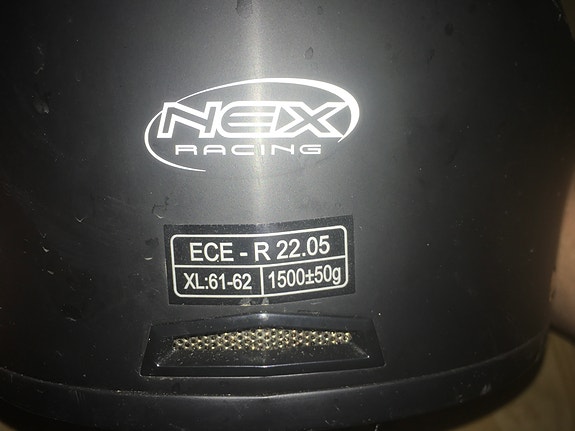 NEX
RACING
ECE - R 22.05
XL:61-62 1500±50g